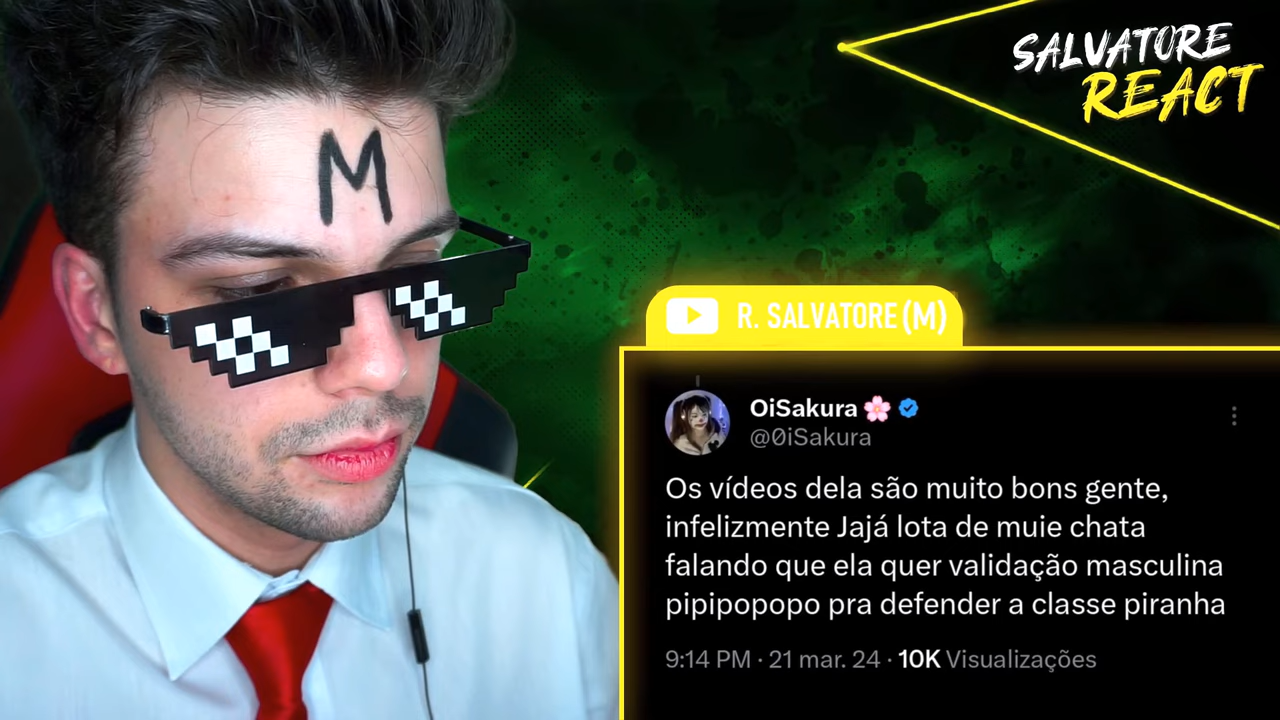 M
SALVATORE
REACT
R. SALVATORE (M)
OiSakura 🌸
@0iSakura
Os vídeos dela são muito bons gente,
infelizmente Jajá lota de muie chata
falando que ela quer validação masculina
pipipopopo pra defender a classe piranha
9:14 PM · 21 mar. 24 · 10K Visualizações